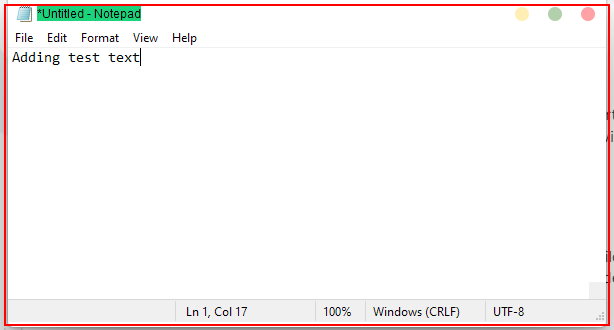 *Untitled - Notepad
File Edit Format View Help
Adding test text
Ln 1, Col 17 100% Windows (CRLF) UTF-8